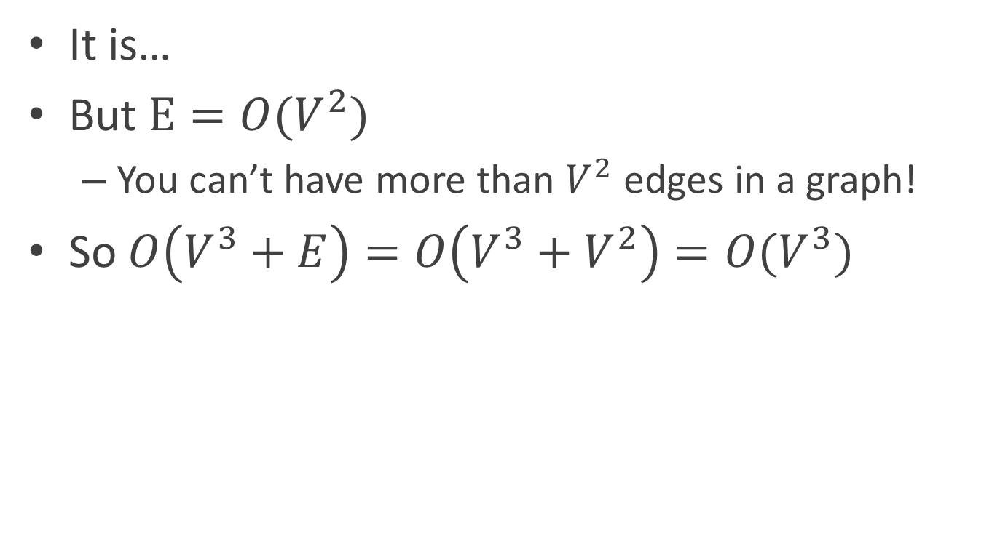 • It is...
• But E = O(V²)
– You can’t have more than V² edges in a graph!
• So O(V³ + E) = O(V³ + V²) = O(V³)